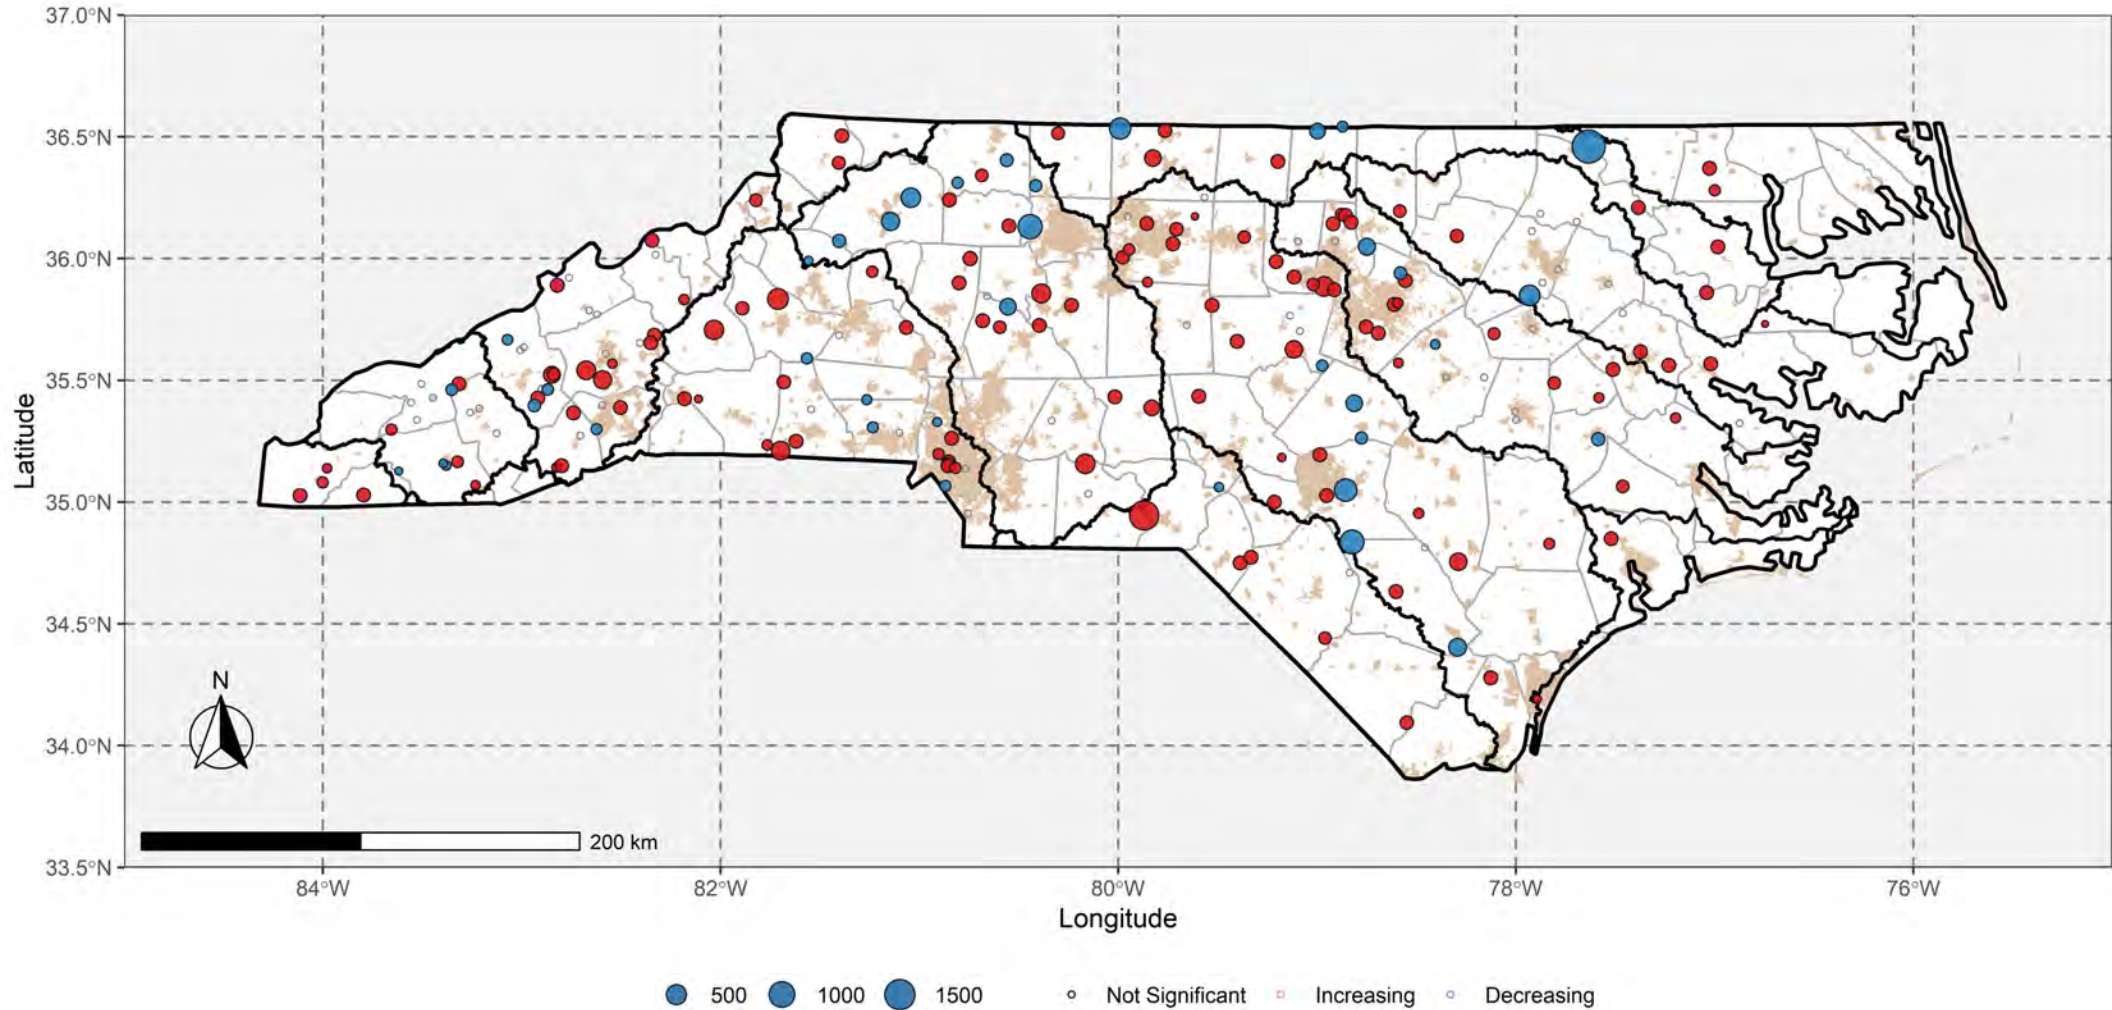 37.0°N
36.5°N
36.0°N
35.5°N
35.0°N
34.5°N
34.0°N
33.5°N
Latitude
N
200 km
84°W 82°W 80°W 78°W 76°W
Longitude
500 1000 1500 Not Significant Increasing Decreasing